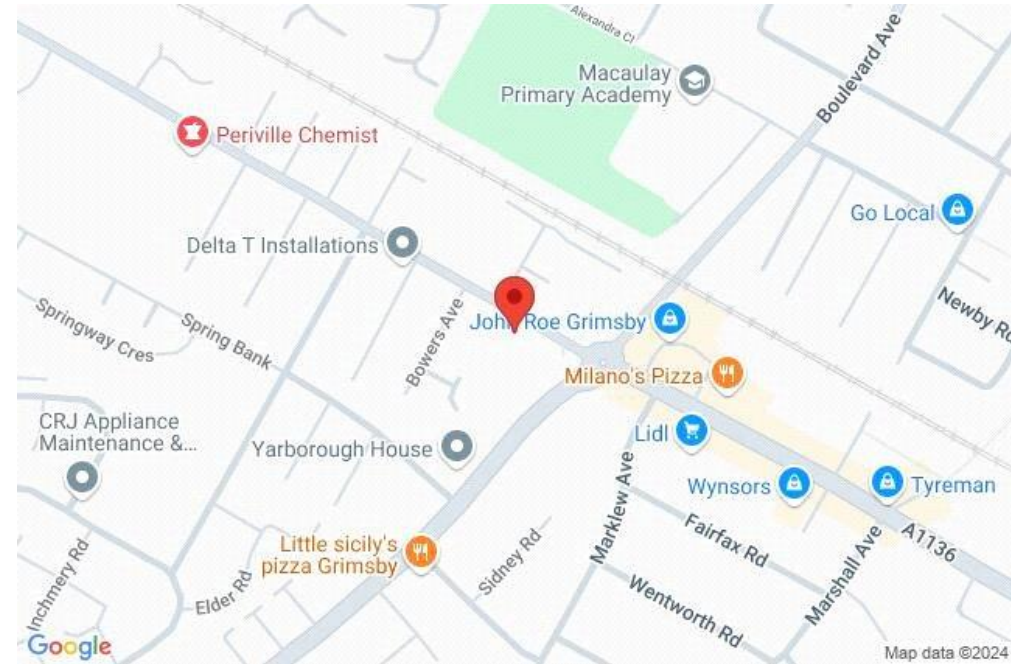 Alexandra Cl
Macaulay
Primary Academy
Boulevard Ave
Periville Chemist
Go Local
Delta T Installations
Newby Rd
Springway Cres
Spring Bank
Bowers Ave
John Roe Grimsby
Milano's Pizza
CRJ Appliance
Maintenance &...
Yarborough House
Lidl
Marklew Ave
Wynsors
Tyreman
Fairfax Rd
A1136
Little sicily's
pizza Grimsby
Sidney Rd
Marshall Ave
Inchmery Rd
Elder Rd
Wentworth Rd
Google
Map data ©2024